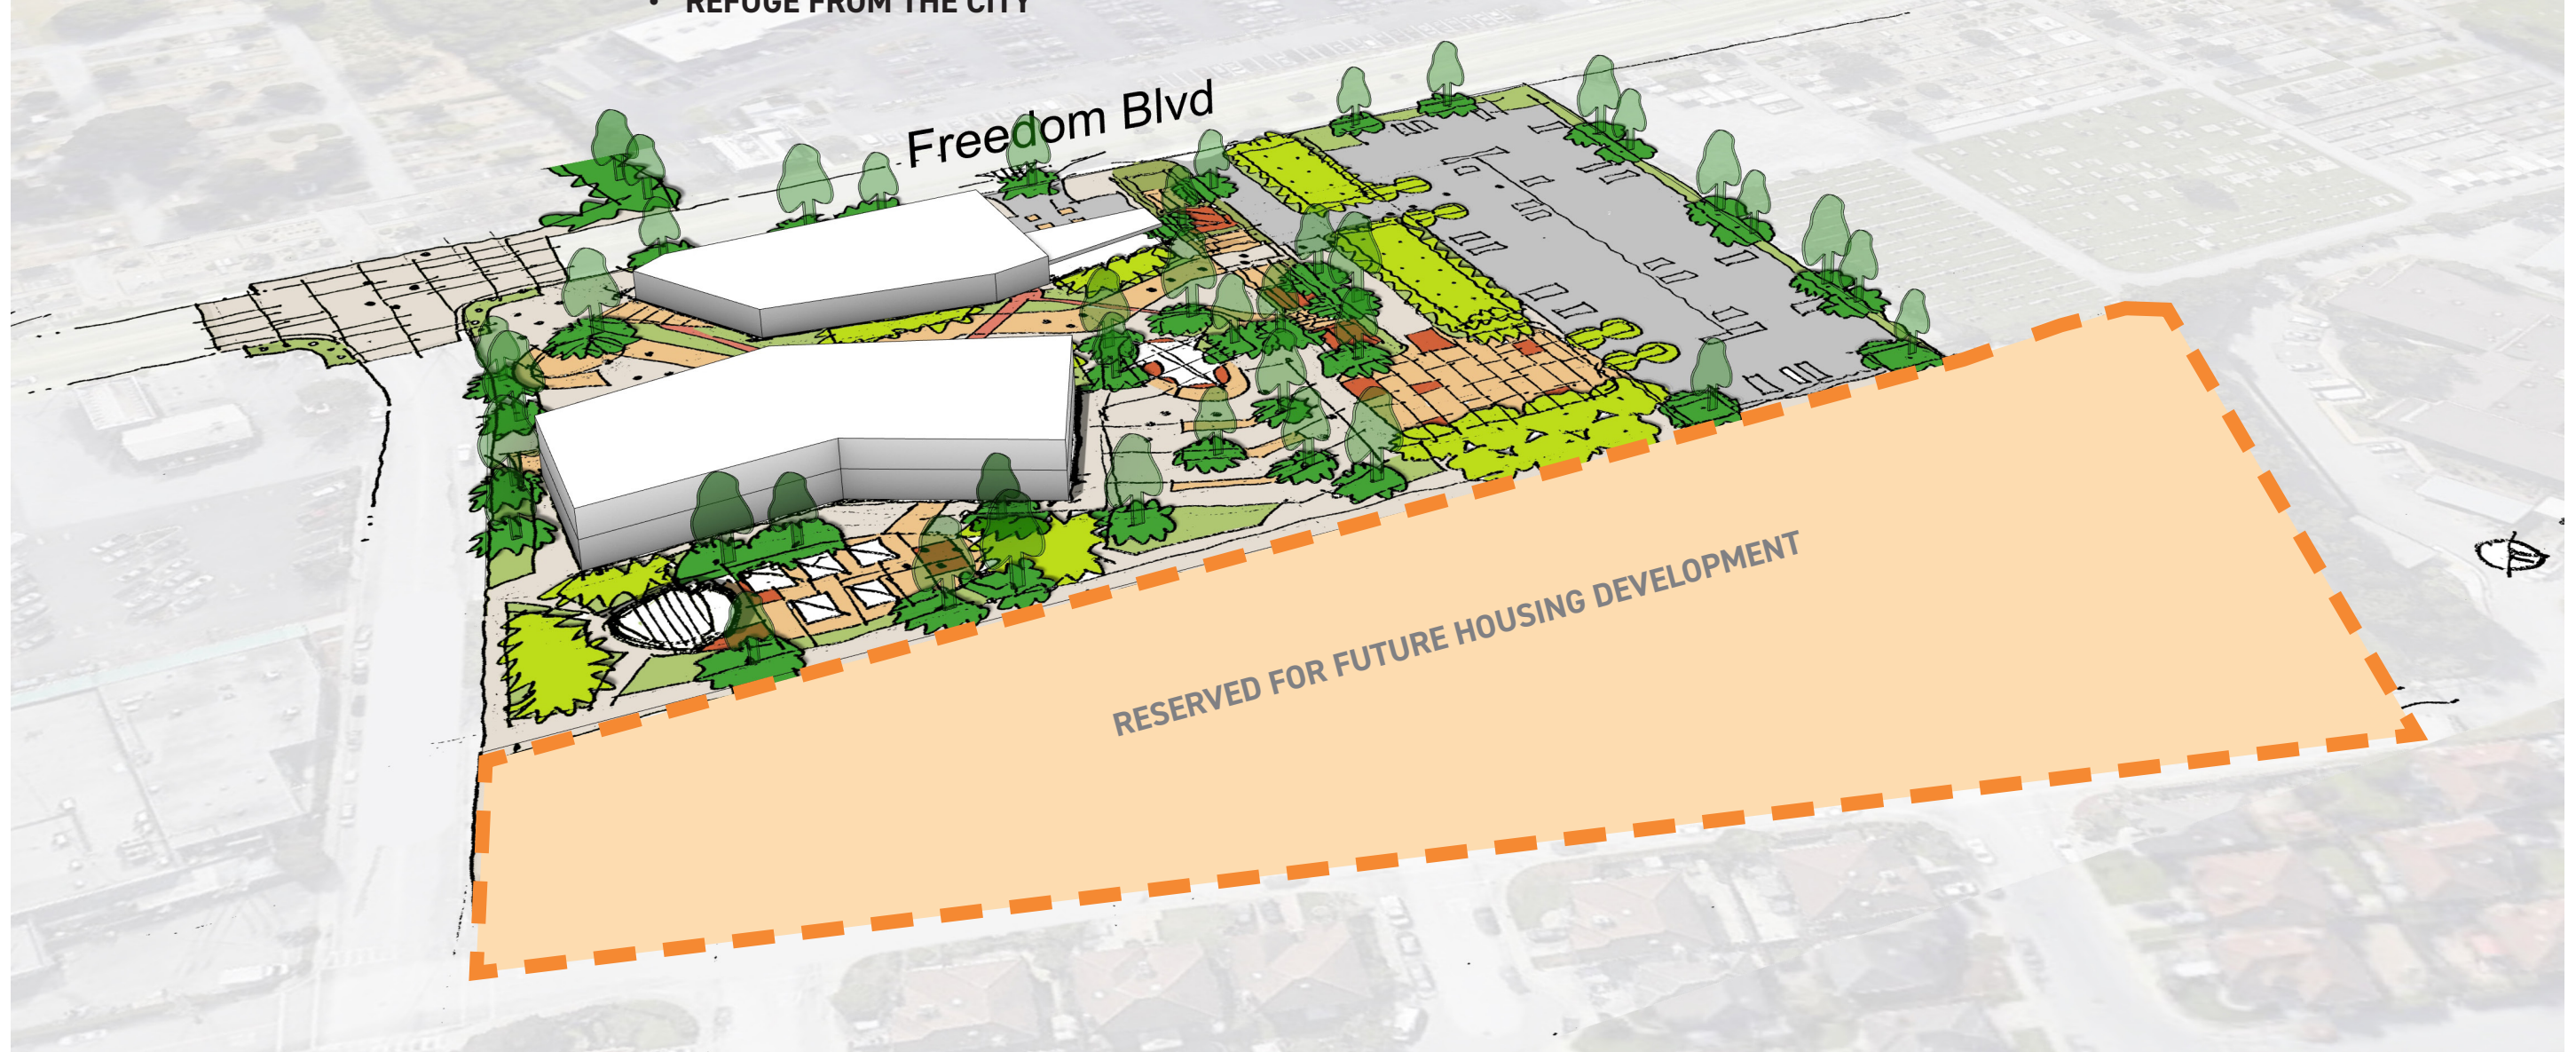 • REFUGE FROM THE CITY
Freedom Blvd
RESERVED FOR FUTURE HOUSING DEVELOPMENT